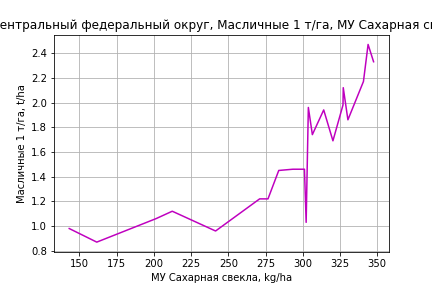 ентральный федеральный округ, Масличные 1 т/га, МУ Сахарная св
2.4
2.2
2.0
1.8
1.6
1.4
1.2
1.0
0.8
Масличные 1 т/га, t/ha
150 175 200 225 250 275 300 325 350
МУ Сахарная свекла, kg/ha